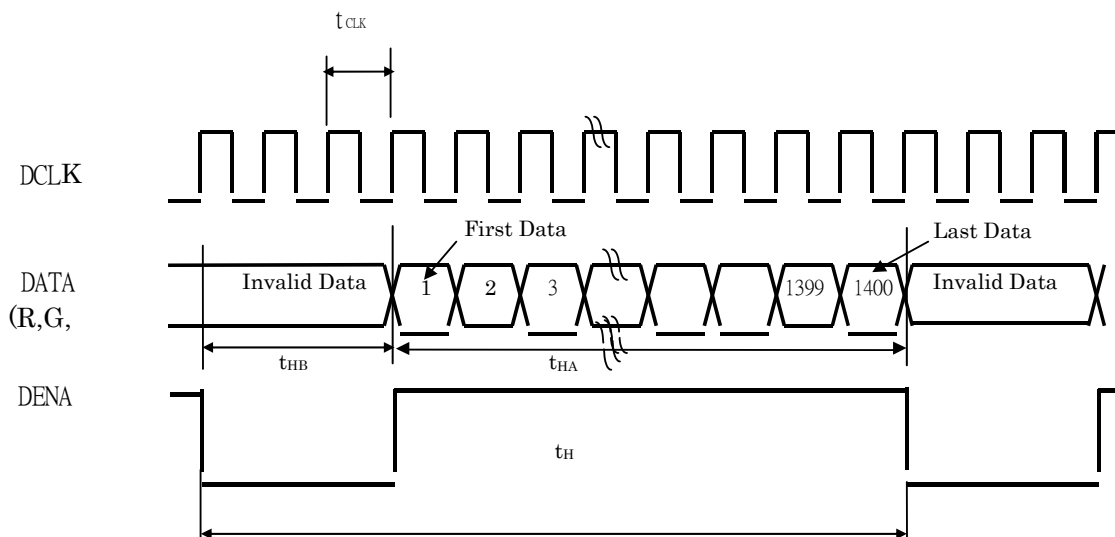 tCLK
DCLK
First Data
Last Data
DATA
(R,G,
Invalid Data
1
2
3
1399
1400
Invalid Data
tHB
tHA
DENA
tH